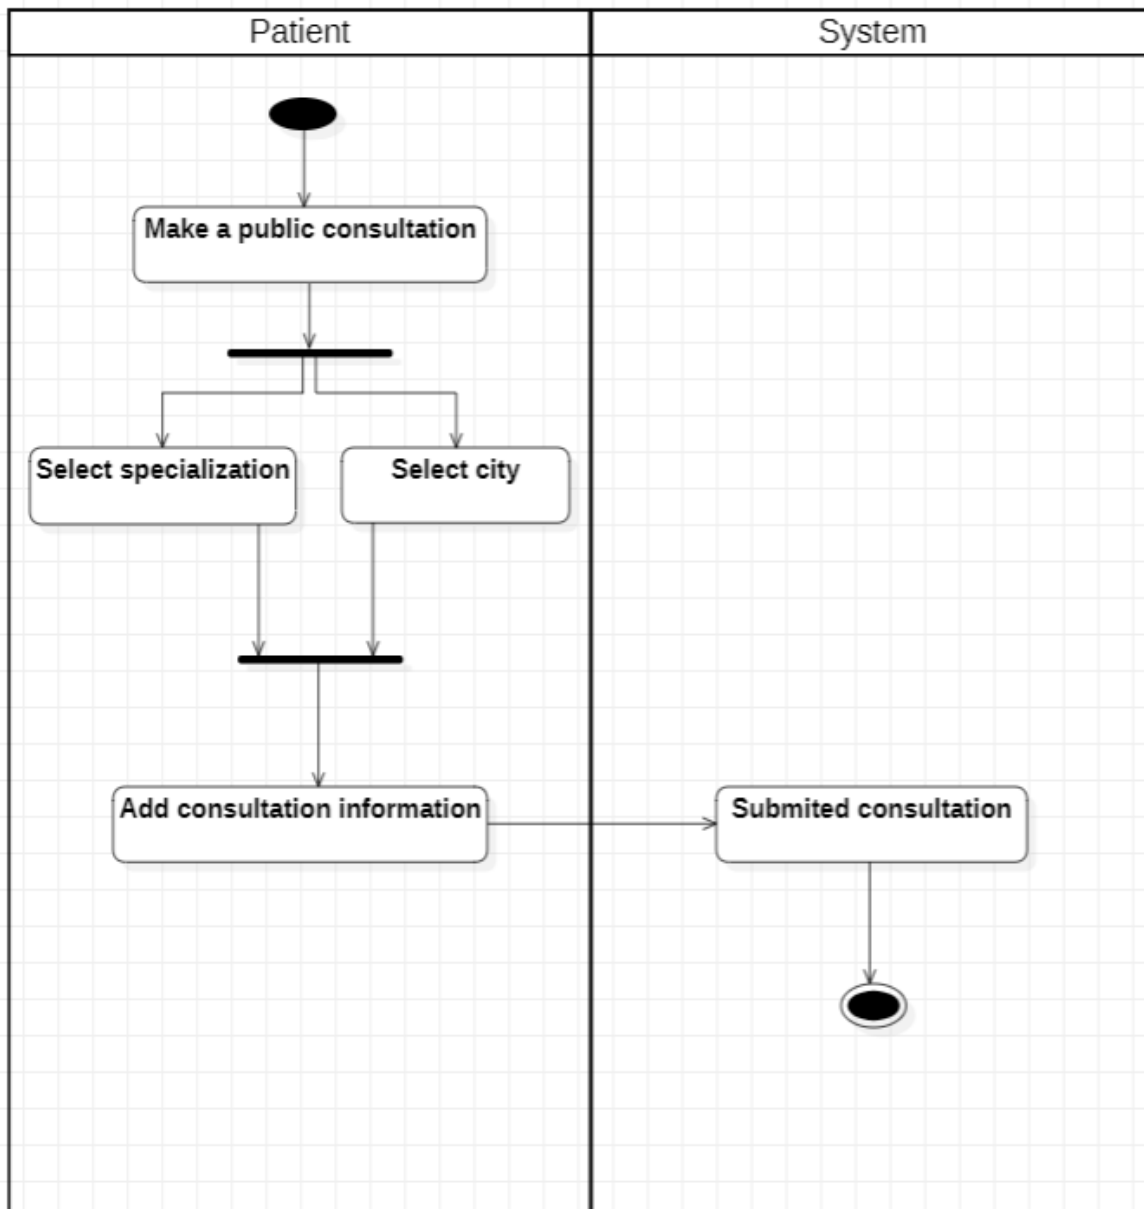 Patient
System
Make a public consultation
Select specialization
Select city
Add consultation information
Submited consultation